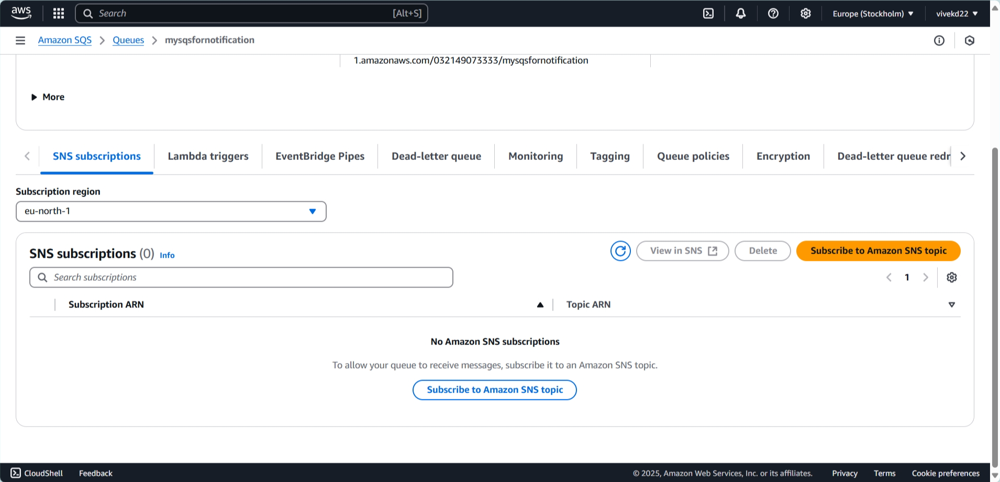 aws
Search [Alt+S]
Europe (Stockholm)
vivekd22
Amazon SQS Queues mysqsfornotification
1.amazonaws.com/032149073333/mysqsfornotification
More
SNS subscriptions
Lambda triggers
EventBridge Pipes
Dead-letter queue
Monitoring
Tagging
Queue policies
Encryption
Dead-letter queue redr
Subscription region
eu-north-1
SNS subscriptions (0) Info
View in SNS
Delete
Subscribe to Amazon SNS topic
Search subscriptions
1
Subscription ARN
Topic ARN
No Amazon SNS subscriptions
To allow your queue to receive messages, subscribe it to an Amazon SNS topic.
Subscribe to Amazon SNS topic
CloudShell
Feedback
© 2025, Amazon Web Services, Inc. or its affiliates.
Privacy
Terms
Cookie preferences